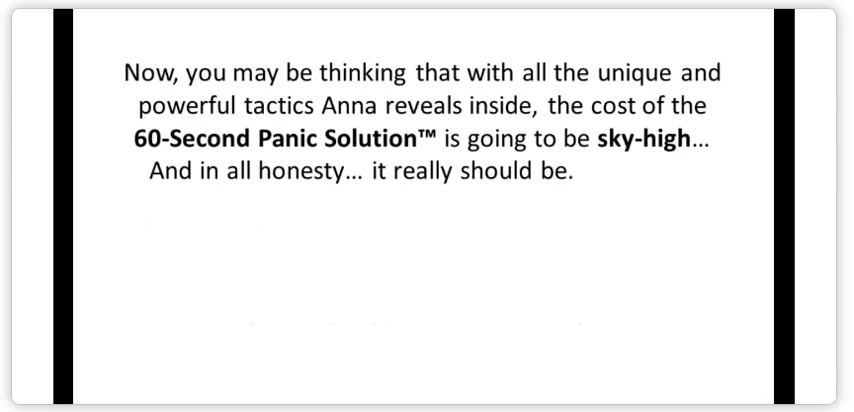 Now, you may be thinking that with all the unique and
powerful tactics Anna reveals inside, the cost of the
60-Second Panic Solution™ is going to be sky-high...
And in all honesty... it really should be.